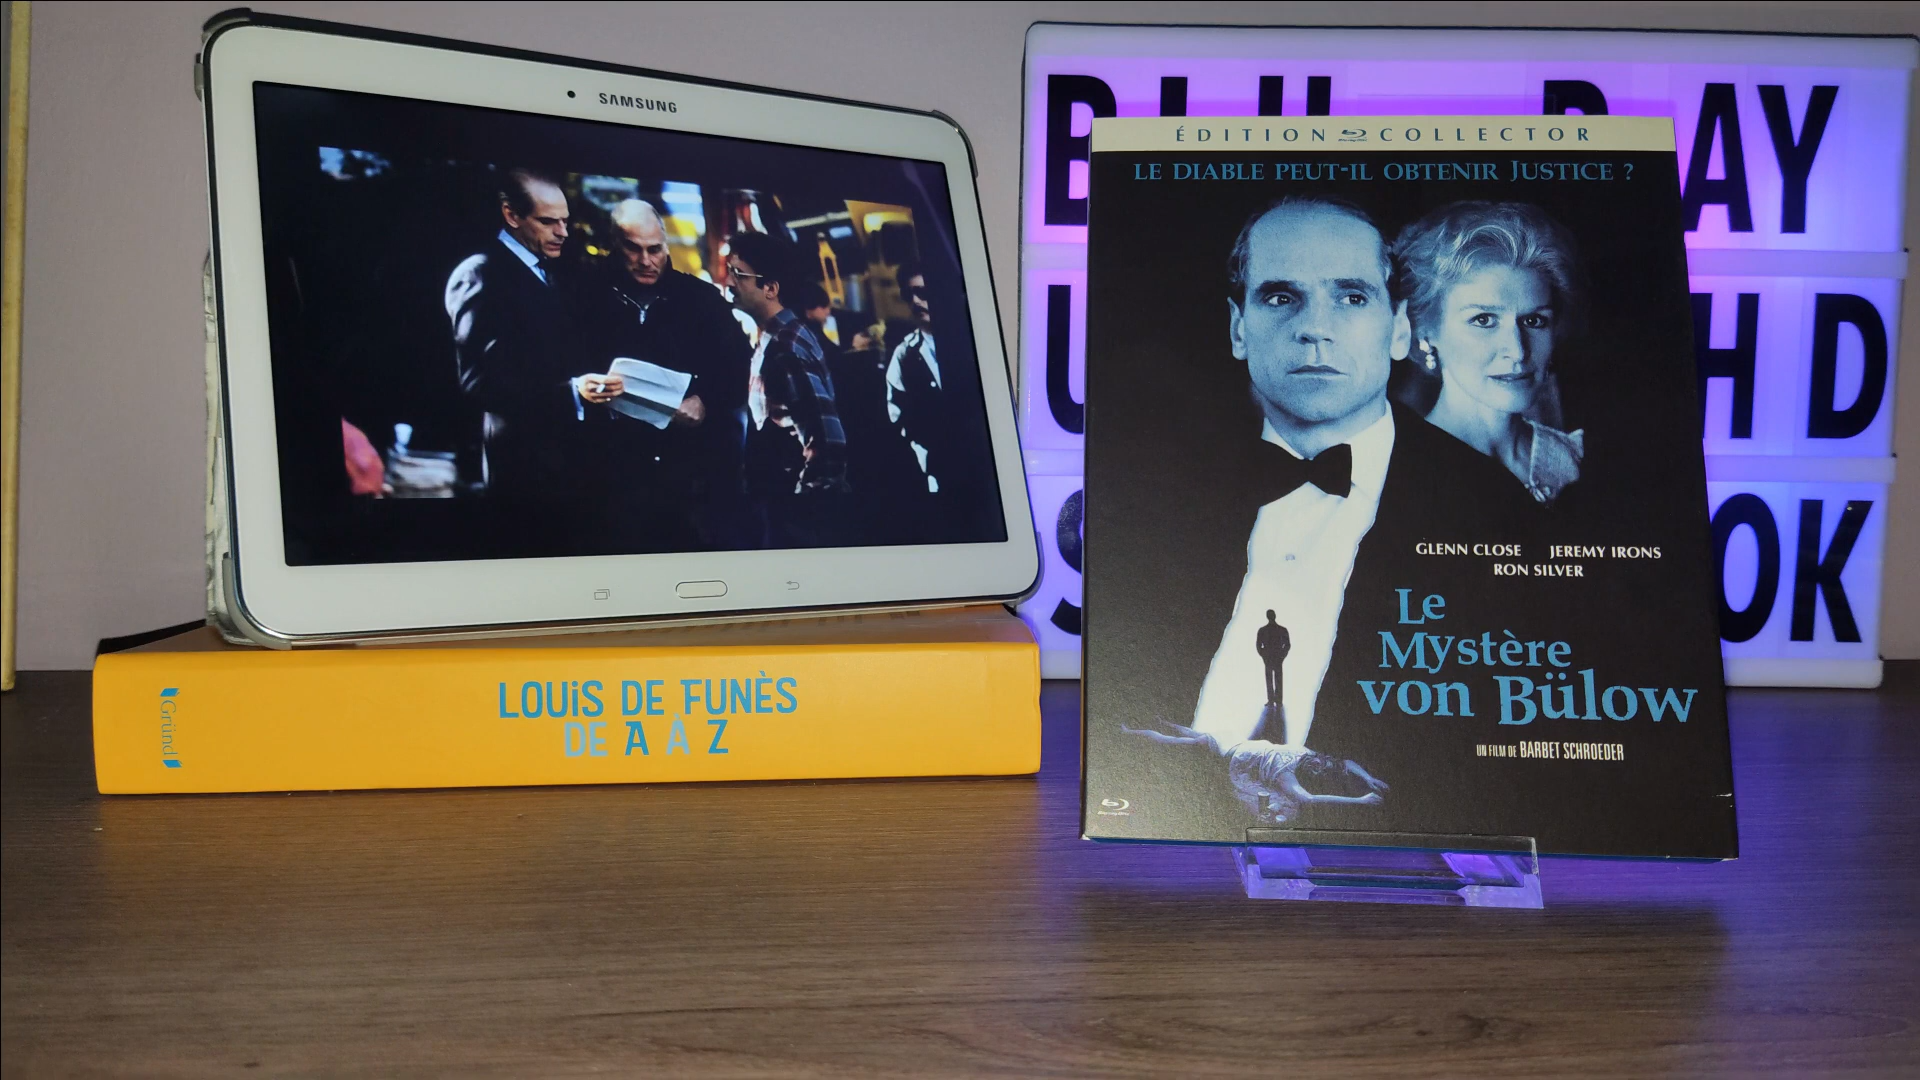 SAMSUNG
LOUiS DE FUNÈS
DE A À Z
Gründ
ÉDITION COLLECTOR
LE DIABLE PEUT-IL OBTENIR JUSTICE ?
GLENN CLOSE JEREMY IRONS
RON SILVER
Le
Mystère
von Bülow
UN FILM DE BARBET SCHROEDER
AY
H D
OK